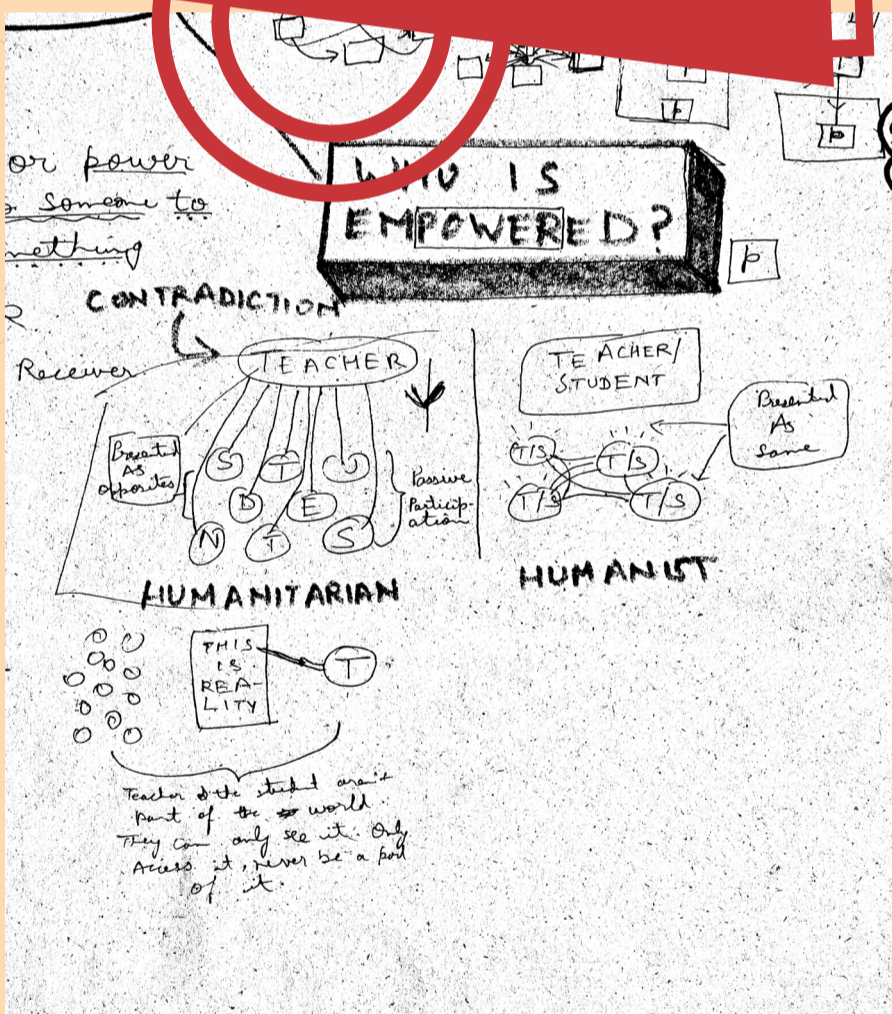 or power
someone to
mething
WHO IS
EMPOWERED?
p
p
p
CONTRADICTION
R
Receiver
TEACHER
Presented
As
opposites
S
T
U
D
E
N
T
S
Passive
Particip-
ation
HUMANITARIAN
TEACHER/
STUDENT
T/S
T/S
T/S
T/S
Presented
As
Same
HUMANIST
THIS
IS
REA-
LITY
T
Teacher & the student aren't
part of the world.
They can only see it. Only
Access it, never be a part
of it.